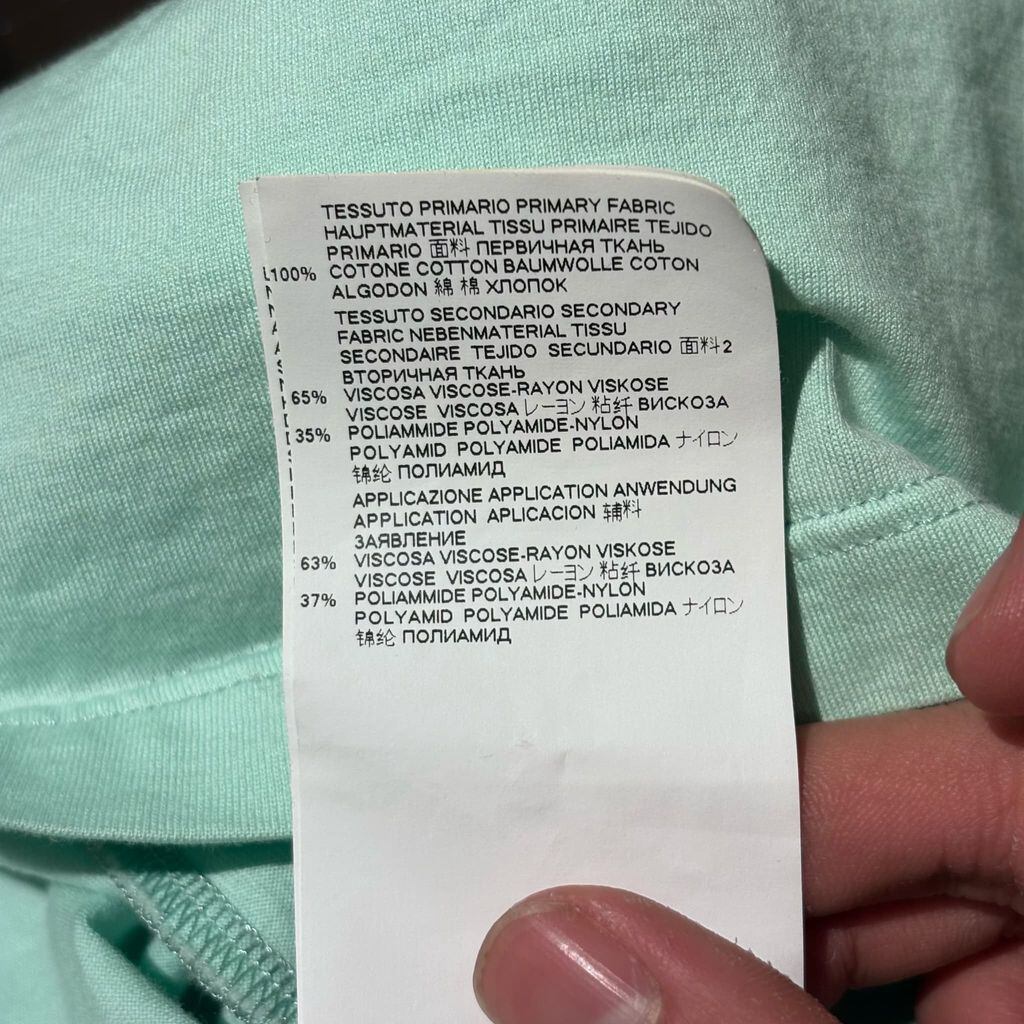 TESSUTO PRIMARIO PRIMARY FABRIC
HAUPTMATERIAL TISSU PRIMAIRE TEJIDO
PRIMARIO 面料 ПЕРВИЧНАЯ ТКАНЬ
100% COTONE COTTON BAUMWOLLE COTON
ALGODON 綿 棉 ХЛОПОК
TESSUTO SECONDARIO SECONDARY
FABRIC NEBENMATERIAL TISSU
SECONDAIRE TEJIDO SECUNDARIO 面料2
ВТОРИЧНАЯ ТКАНЬ
65% VISCOSA VISCOSE-RAYON VISKOSE
VISCOSE VISCOSA レーヨン 粘纤 ВИСКОЗА
35% POLIAMMIDE POLYAMIDE-NYLON
POLYAMID POLYAMIDE POLIAMIDA ナイロン
锦纶 ПОЛИАМИД
APPLICAZIONE APPLICATION ANWENDUNG
APPLICATION APLICACION 辅料
ЗАЯВЛЕНИЕ
63% VISCOSA VISCOSE-RAYON VISKOSE
VISCOSE VISCOSA レーヨン 粘纤 ВИСКОЗА
37% POLIAMMIDE POLYAMIDE-NYLON
POLYAMID POLYAMIDE POLIAMIDA ナイロン
锦纶 ПОЛИАМИД